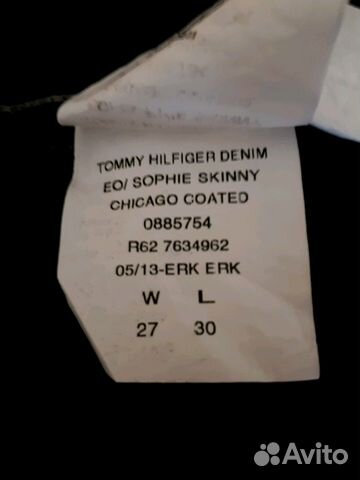 TOMMY HILFIGER DENIM
EO/ SOPHIE SKINNY
CHICAGO COATED
0885754
R62 7634962
05/13-ERK ERK
W L
27 30
Avito